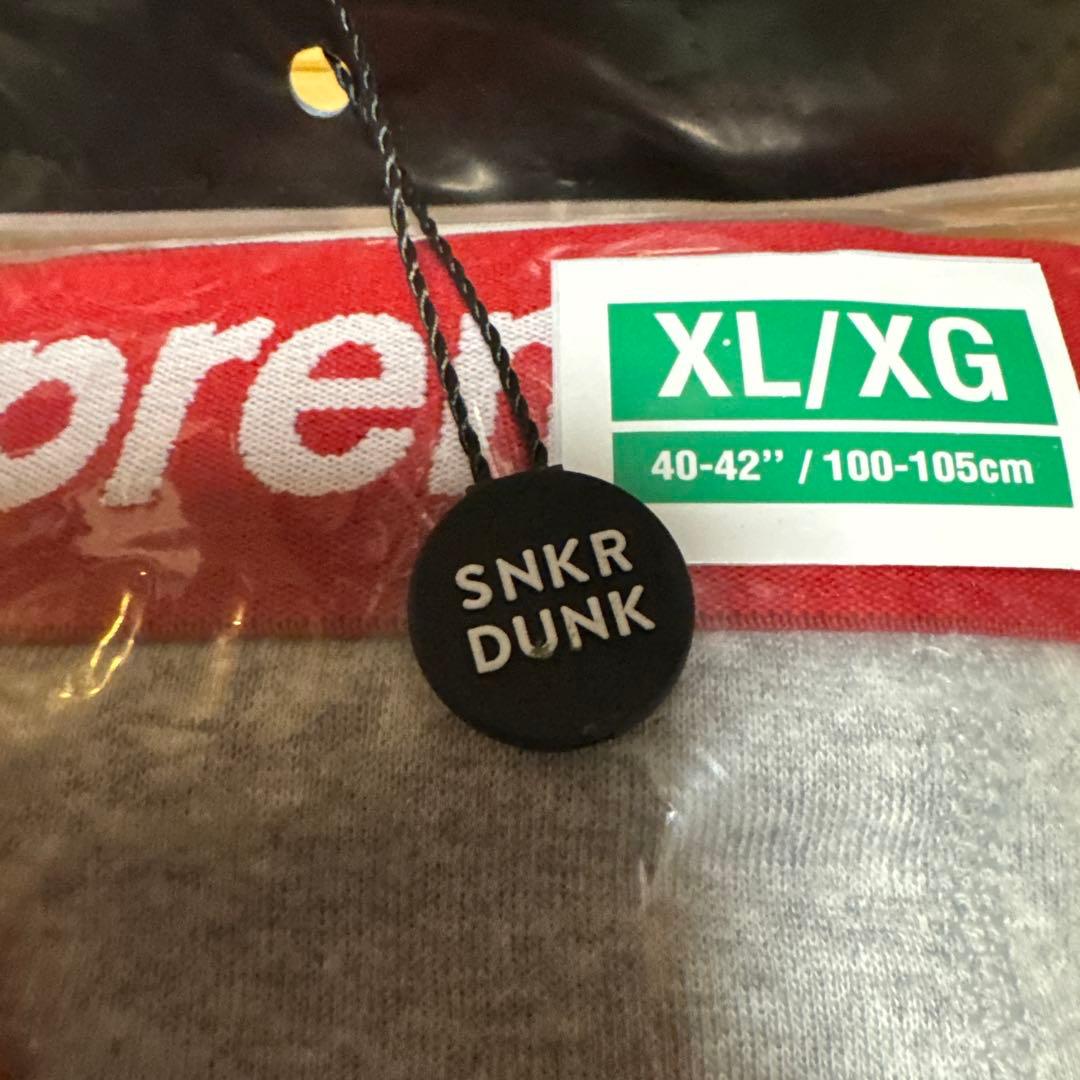 prem
XL/XG
40-42” / 100-105cm
SNKR
DUNK